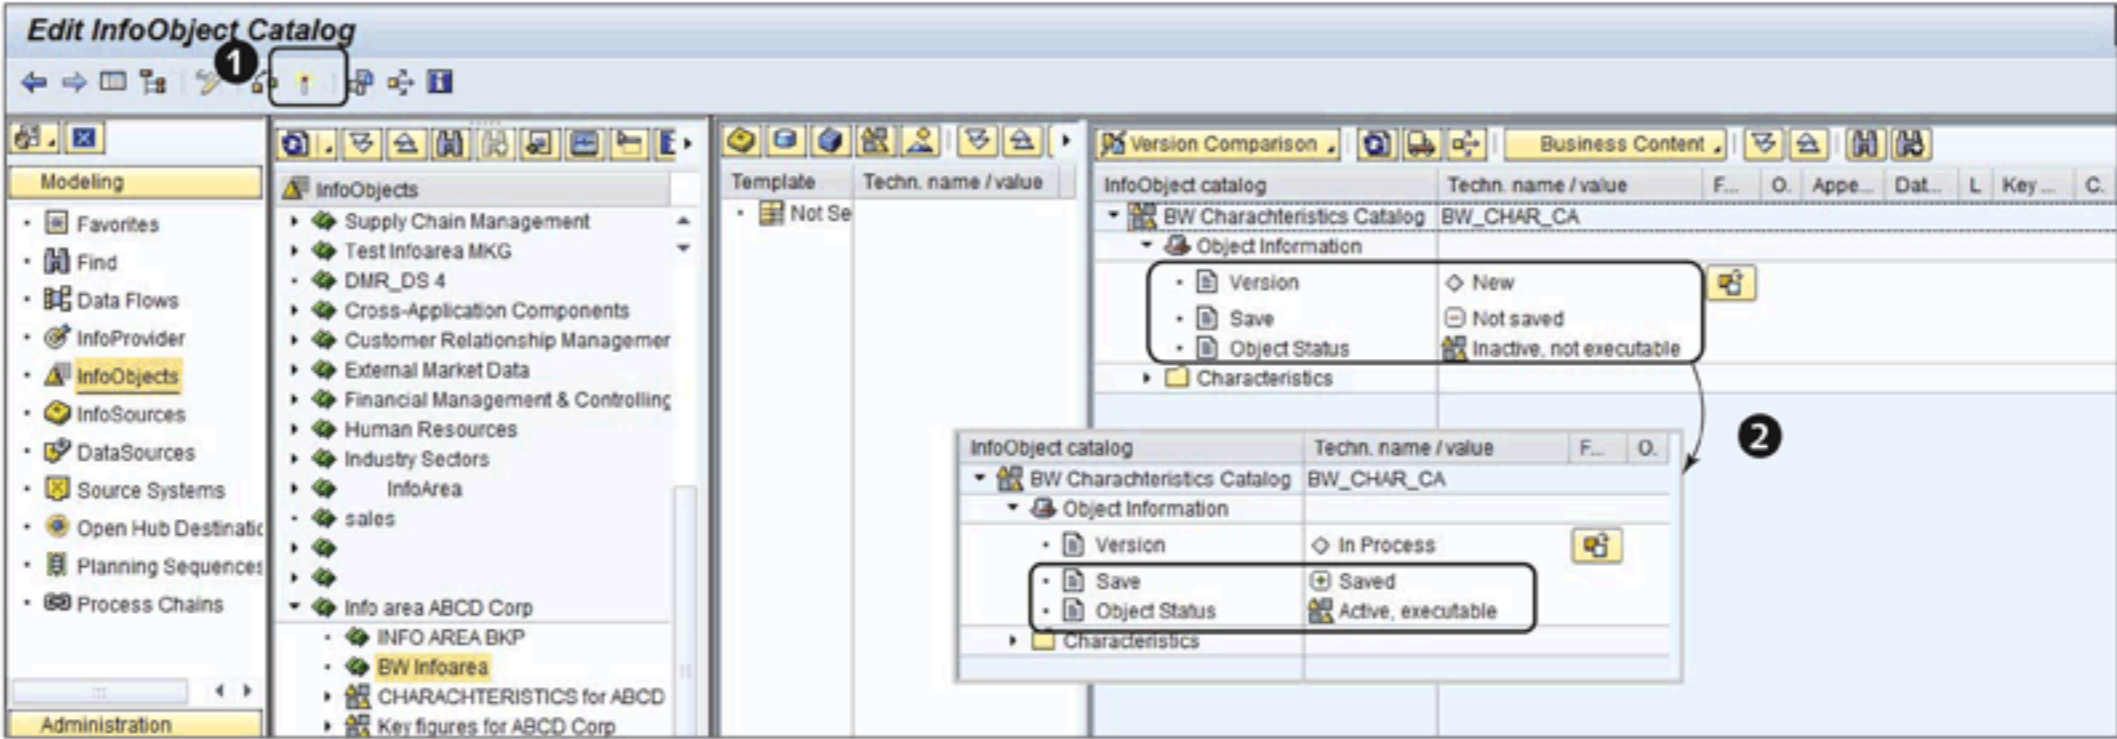 Edit InfoObject Catalog
1
Modeling
Favorites
Find
Data Flows
InfoProvider
InfoObjects
InfoSources
DataSources
Source Systems
Open Hub Destinatic
Planning Sequences
Process Chains
Administration
InfoObjects
Supply Chain Management
Test Infoarea MKG
DMR_DS 4
Cross-Application Components
Customer Relationship Managemer
External Market Data
Financial Management & Controlling
Human Resources
Industry Sectors
InfoArea
sales
Info area ABCD Corp
INFO AREA BKP
BW Infoarea
CHARACHTERISTICS for ABCD
Key figures for ABCD Corp
Template Techn. name / value
Not Se
Version Comparison Business Content
InfoObject catalog Techn. name / value F... O. Appe... Dat... L Key ... C.
BW Charachteristics Catalog BW_CHAR_CA
Object Information
Version New
Save Not saved
Object Status Inactive, not executable
Characteristics
2
InfoObject catalog Techn. name / value F... O.
BW Charachteristics Catalog BW_CHAR_CA
Object Information
Version In Process
Save Saved
Object Status Active, executable
Characteristics